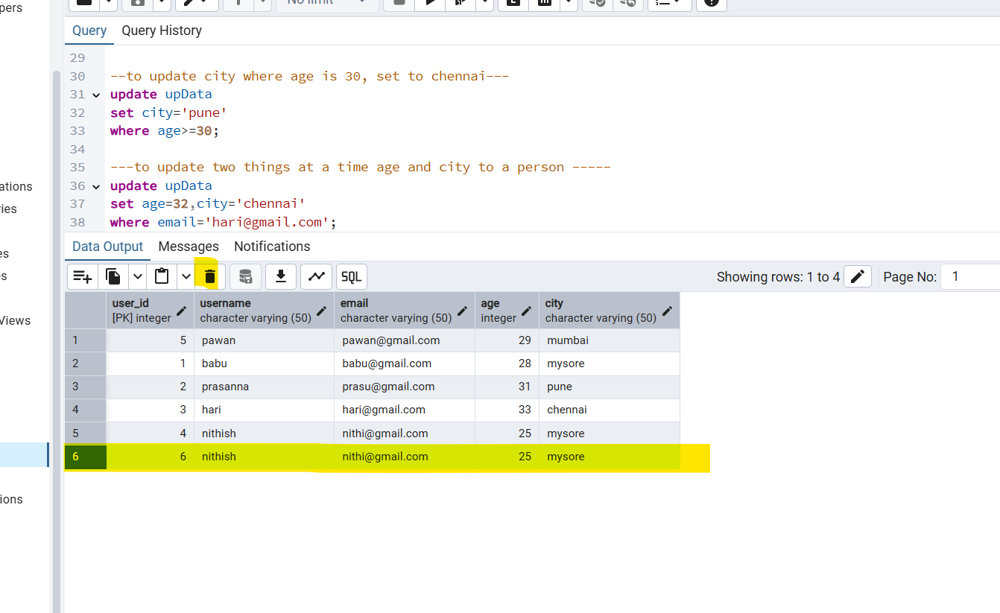 pers
No limit
Query Query History
29
30 --to update city where age is 30, set to chennai---
31 update upData
32 set city='pune'
33 where age>=30;
34
35 ---to update two things at a time age and city to a person -----
36 update upData
37 set age=32,city='chennai'
38 where email='hari@gmail.com';
ations
ries
es
es
Views
ions
Data Output Messages Notifications
SQL Showing rows: 1 to 4 Page No: 1
user_id username email age city
[PK] integer character varying (50) character varying (50) integer character varying (50)
1 5 pawan pawan@gmail.com 29 mumbai
2 1 babu babu@gmail.com 28 mysore
3 2 prasanna prasu@gmail.com 31 pune
4 3 hari hari@gmail.com 33 chennai
5 4 nithish nithi@gmail.com 25 mysore
6 6 nithish nithi@gmail.com 25 mysore